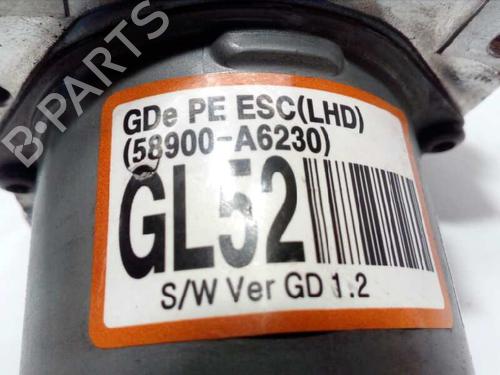 B-PARTS
GDe PE ESC(LHD)
(58900-A6230)
GL52
S/W Ver GD 1.2